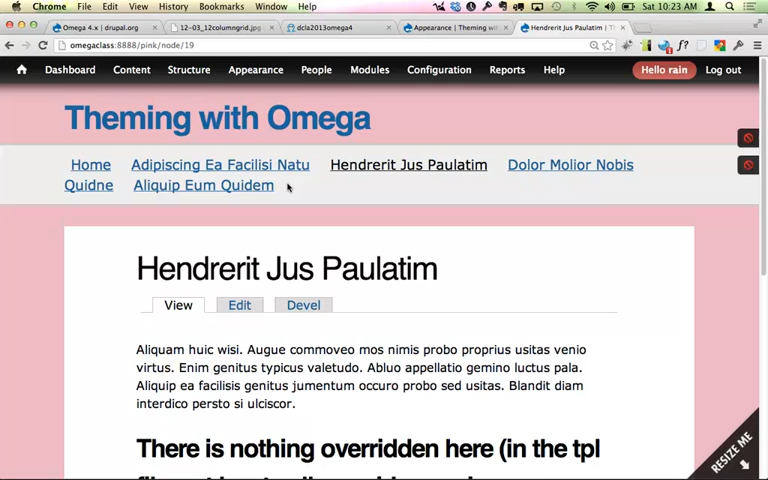 Chrome File Edit View History Bookmarks Window Help Sat 10:23 AM
Omega 4.x | drupal.org 12-03_12columngrid.jpg dcla2013omega4 Appearance | Theming wit Hendrerit Jus Paulatim | T
omegaclass:8888/pink/node/19
Dashboard Content Structure Appearance People Modules Configuration Reports Help Hello rain Log out
Theming with Omega
Home Adipiscing Ea Facilisi Natu Hendrerit Jus Paulatim Dolor Molior Nobis
Quidne Aliquip Eum Quidem
Hendrerit Jus Paulatim
View Edit Devel
Aliquam huic wisi. Augue commoveo mos nimis probo proprius usitas venio
virtus. Enim genitus typicus valetudo. Abluo appellatio gemino luctus pala.
Aliquip ea facilisis genitus jumentum occuro probo sed usitas. Blandit diam
interdico persto si ulciscor.
There is nothing overridden here (in the tpl
RESIZE ME